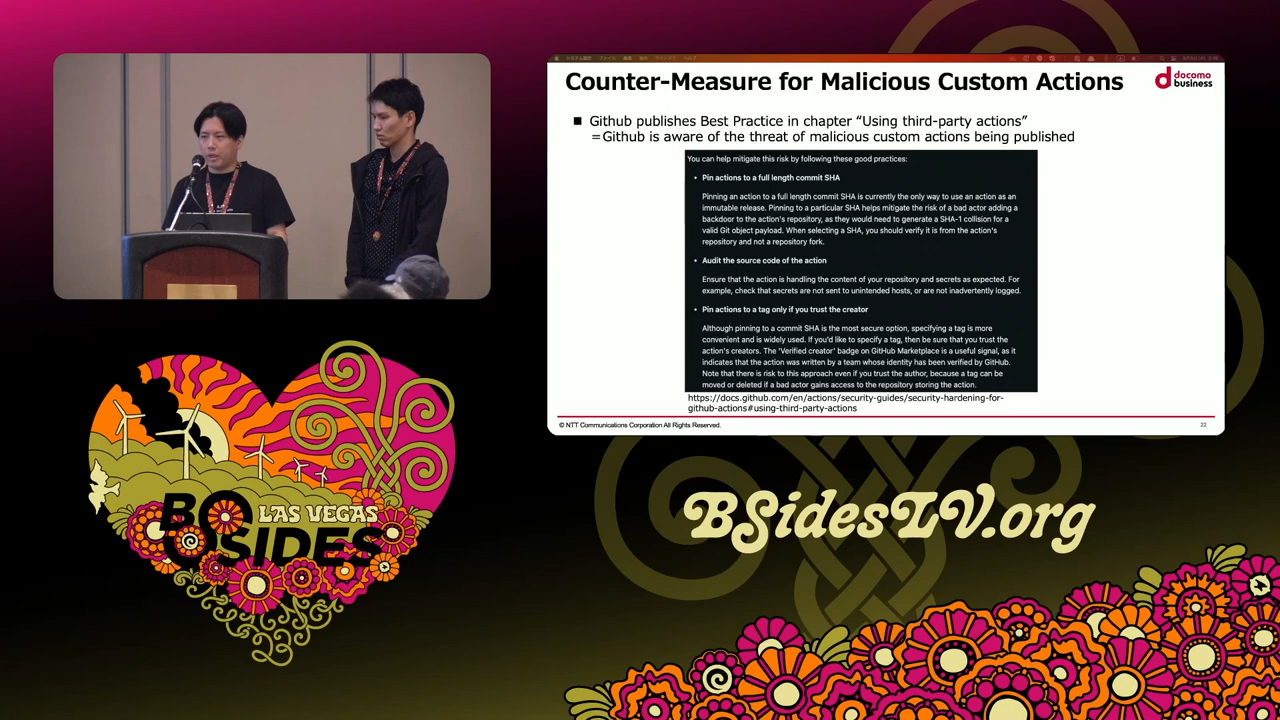 Counter-Measure for Malicious Custom Actions
docomo
business
■ Github publishes Best Practice in chapter “Using third-party actions”
＝Github is aware of the threat of malicious custom actions being published
You can help mitigate this risk by following these good practices:
• Pin actions to a full length commit SHA
Pinning an action to a full length commit SHA is currently the only way to use an action as an
immutable release. Pinning to a particular SHA helps mitigate the risk of a bad actor adding a
backdoor to the action's repository, as they would need to generate a SHA-1 collision for a
valid Git object payload. When selecting a SHA, you should verify it is from the action's
repository and not a repository fork.
• Audit the source code of the action
Ensure that the action is handling the content of your repository and secrets as expected. For
example, check that secrets are not sent to unintended hosts, or are not inadvertently logged.
• Pin actions to a tag only if you trust the creator
Although pinning to a commit SHA is the most secure option, specifying a tag is more
convenient and is widely used. If you'd like to specify a tag, then be sure that you trust the
action's creators. The 'Verified creator' badge on GitHub Marketplace is a useful signal, as it
indicates that the action was written by a team whose identity has been verified by GitHub.
Note that there is risk to this approach even if you trust the author, because a tag can be
moved or deleted if a bad actor gains access to the repository storing the action.
https://docs.github.com/en/actions/security-guides/security-hardening-for-
github-actions#using-third-party-actions
© NTT Communications Corporation All Rights Reserved.
22
LAS VEGAS
BSIDES
BSidesLV.org